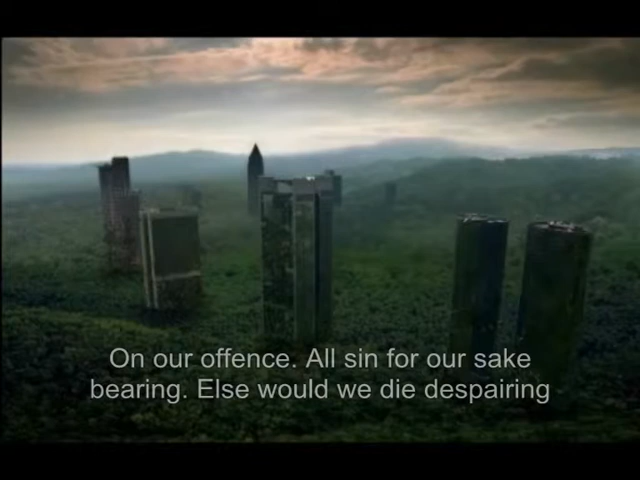 On our offence. All sin for our sake
bearing. Else would we die despairing